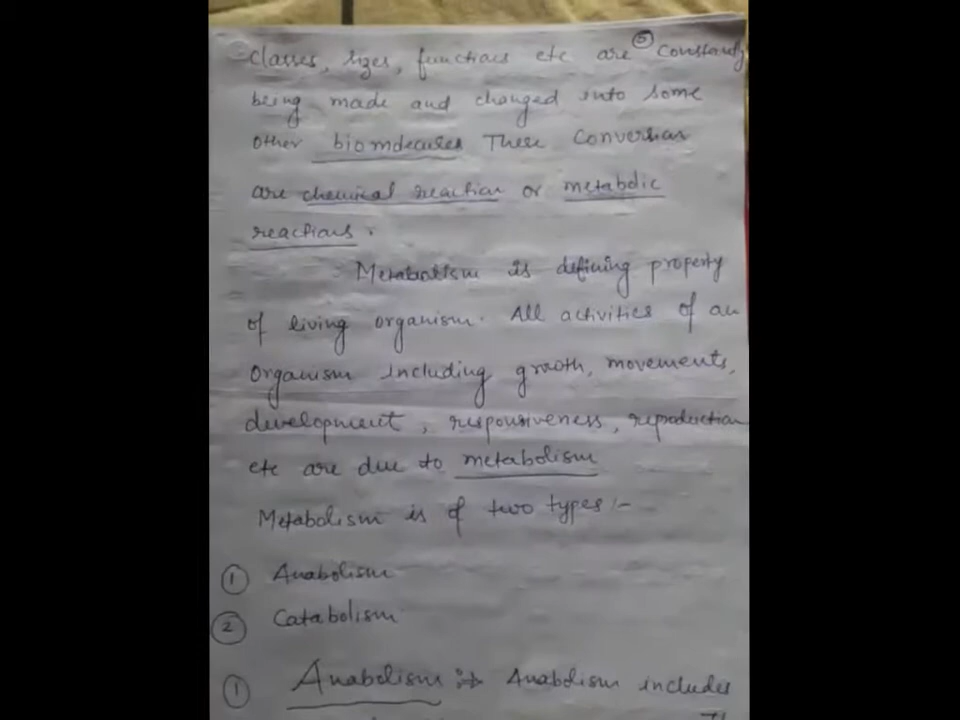 classes, sizes, functions etc are ⑤ constantly
being made and changed into some
other biomolecules These Conversion
are chemical reaction or metabolic
reactions.
Metabolism is defining property
of living organism. All activities of an
organism including growth, movements,
development, responsiveness, reproduction
etc are due to metabolism
Metabolism is of two types :-
① Anabolism
② Catabolism
① Anabolism :→ Anabolism includes